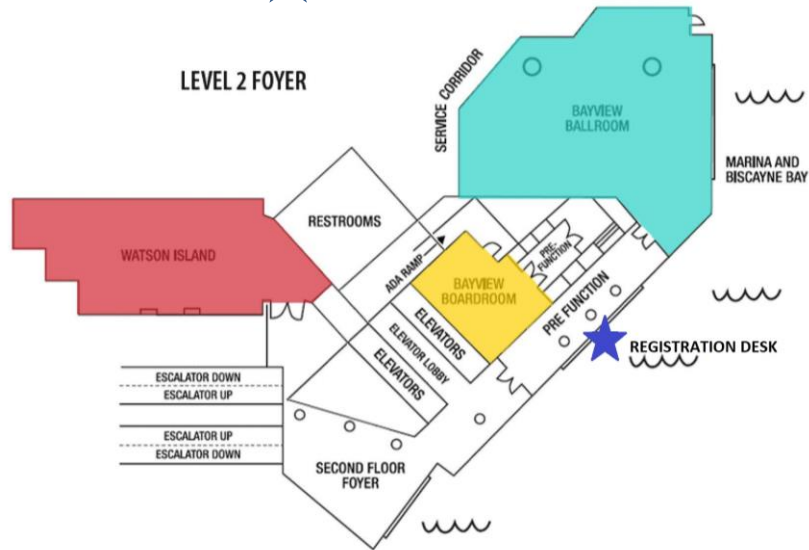 LEVEL 2 FOYER
SERVICE CORRIDOR
BAYVIEW
BALLROOM
MARINA AND
BISCAYNE BAY
RESTROOMS
WATSON ISLAND
ADA RAMP
PRE-
FUNCTION
BAYVIEW
BOARDROOM
PRE FUNCTION
ELEVATORS
ELEVATOR LOBBY
ELEVATORS
REGISTRATION DESK
ESCALATOR DOWN
ESCALATOR UP
ESCALATOR UP
ESCALATOR DOWN
SECOND FLOOR
FOYER